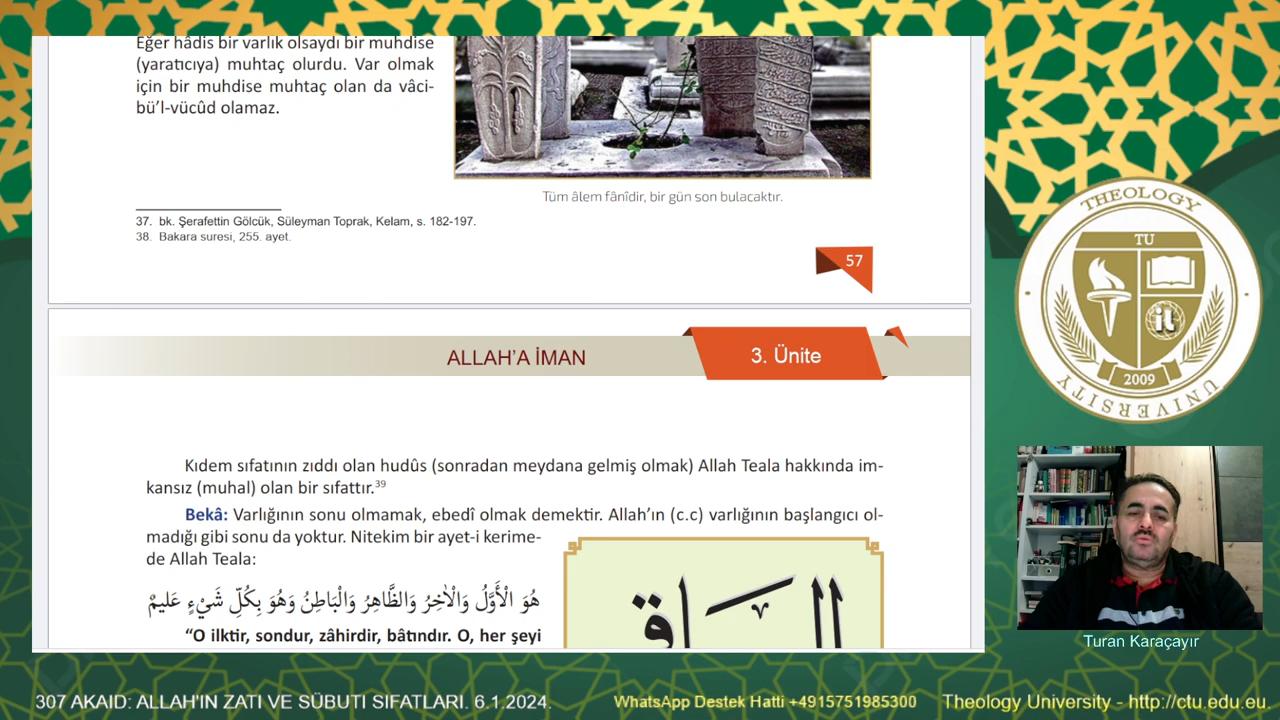 Eğer hâdis bir varlık olsaydı bir muhdise
(yaratıcıya) muhtaç olurdu. Var olmak
için bir muhdise muhtaç olan da vâci-
bü'l-vücûd olamaz.
Tüm âlem fânîdir, bir gün son bulacaktır.
37. bk. Şerafettin Gölcük, Süleyman Toprak, Kelam, s. 182-197.
38. Bakara suresi, 255. ayet.
57
ALLAH'A İMAN
3. Ünite
Kıdem sıfatının zıddı olan hudûs (sonradan meydana gelmiş olmak) Allah Teala hakkında im-
kansız (muhal) olan bir sıfattır.39
Bekâ: Varlığının sonu olmamak, ebedî olmak demektir. Allah'ın (c.c) varlığının başlangıcı ol-
madığı gibi sonu da yoktur. Nitekim bir ayet-i kerime-
de Allah Teala:
هُوَ الْأَوَّلُ وَالْاٰخِرُ وَالظَّاهِرُ وَالْبَاطِنُ وَهُوَ بِكُلِّ شَيْءٍ عَلِيمٌ
"O ilktir, sondur, zâhirdir, bâtındır. O, her şeyi
THEOLOGY
TU
2009
UNIVERSITY
Turan Karaçayır
307 AKAID: ALLAH'IN ZATI VE SÜBUTI SIFATLARI. 6.1.2024.
WhatsApp Destek Hatti +4915751985300
Theology University - http://ctu.edu.eu.